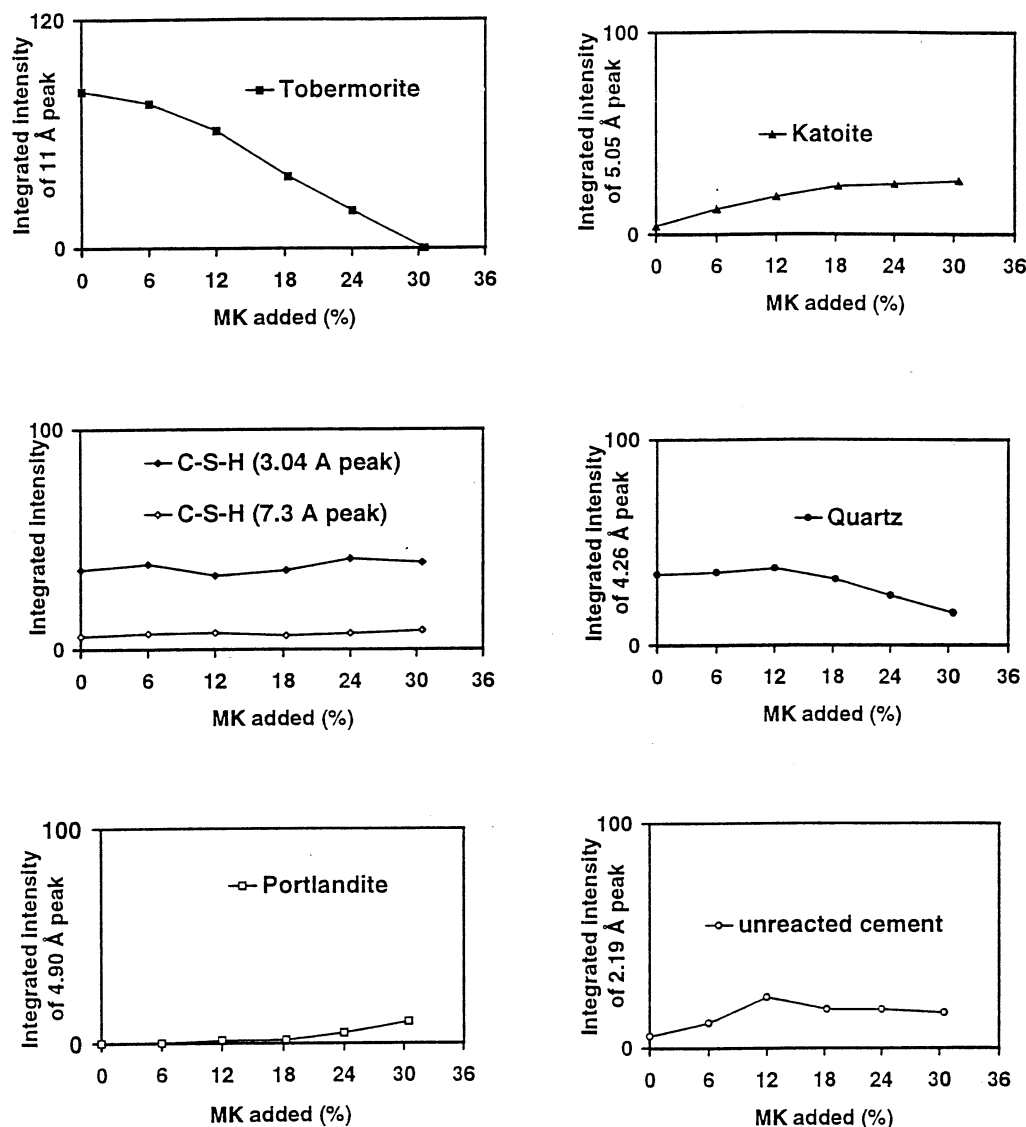 120
Integrated intensity
of 11 Å peak
Tobermorite
0
0 6 12 18 24 30 36
MK added (%)
100
Integrated intensity
of 5.05 Å peak
Katoite
0
0 6 12 18 24 30 36
MK added (%)
100
Integrated Intensity
C-S-H (3.04 A peak)
C-S-H (7.3 A peak)
0
0 6 12 18 24 30 36
MK added (%)
100
Integrated intensity
of 4.26 Å peak
Quartz
0
0 6 12 18 24 30 36
MK added (%)
100
Integrated intensity
of 4.90 Å peak
Portlandite
0
0 6 12 18 24 30 36
MK added (%)
100
Integrated intensity
of 2.19 Å peak
unreacted cement
0
0 6 12 18 24 30 36
MK added (%)